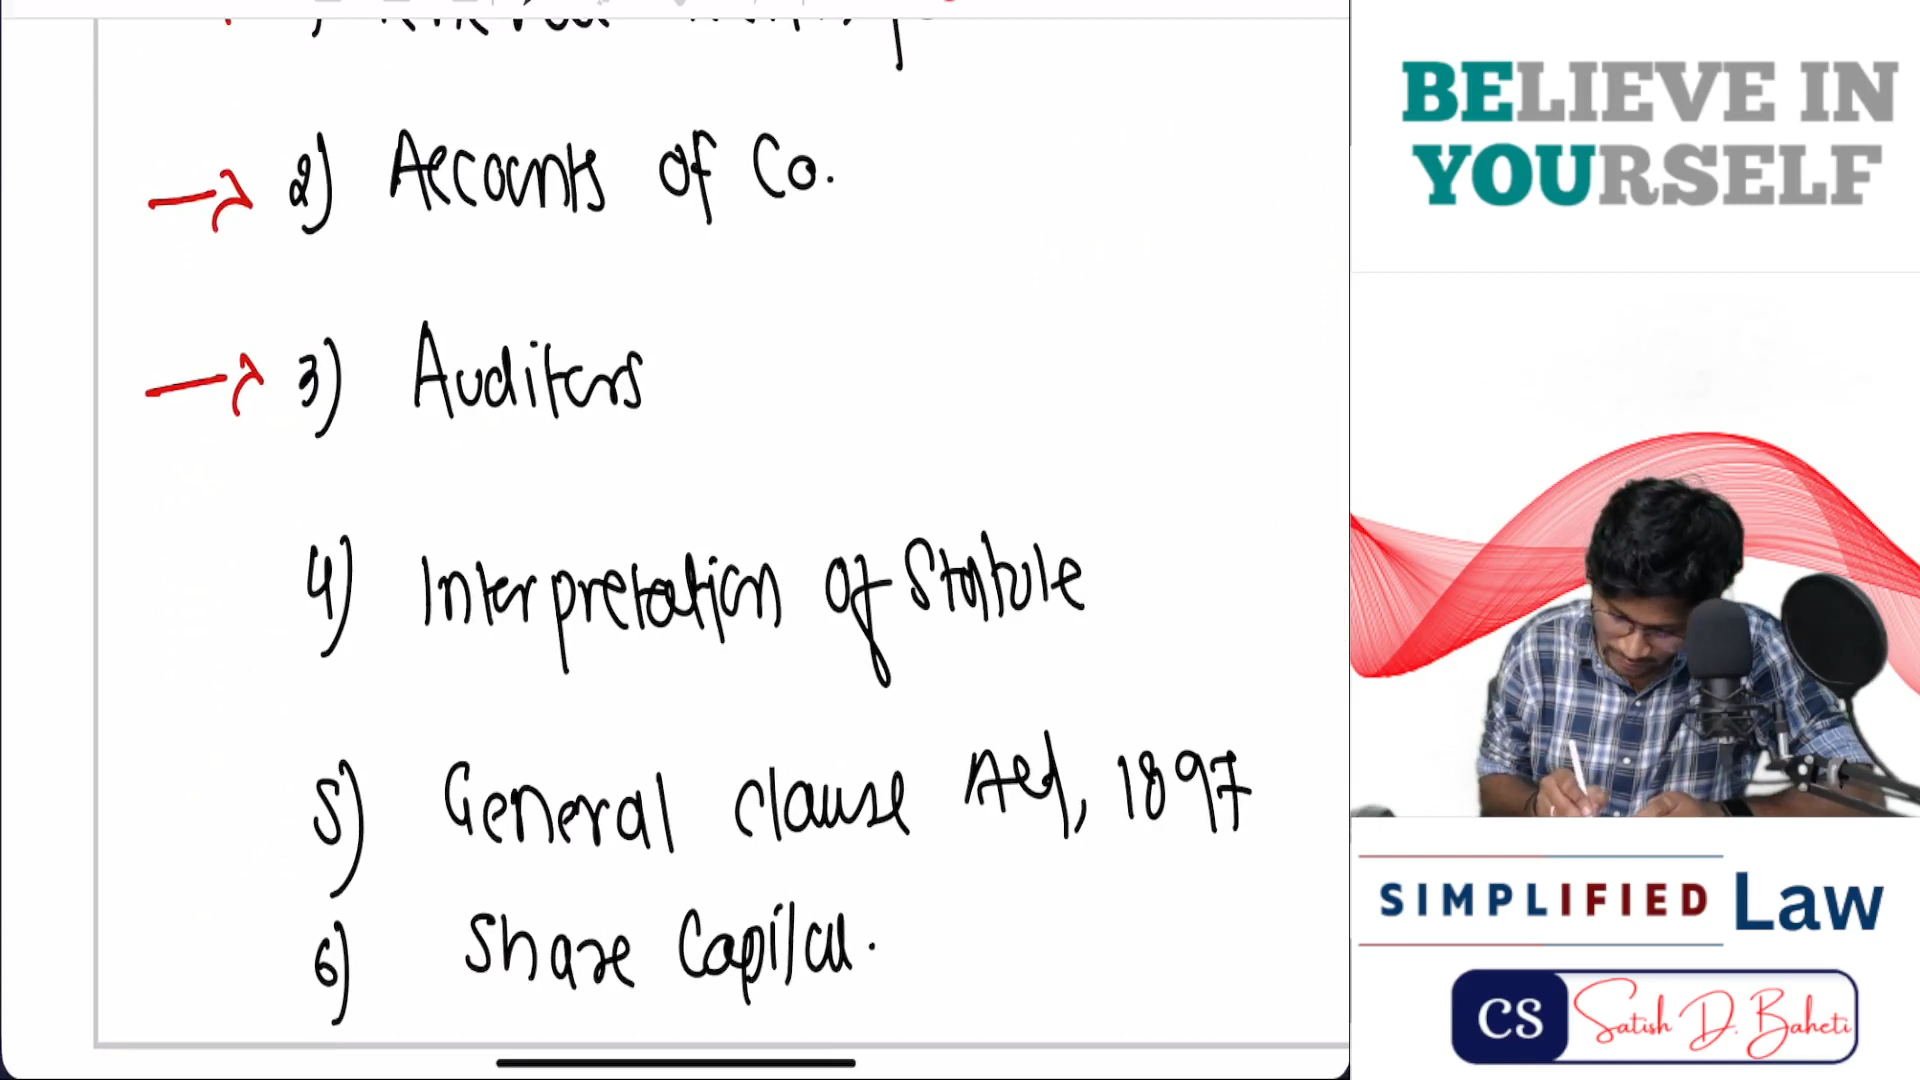 2) Accounts of Co.
3) Auditors
4) Interpretation of Statute
5) General clause Act, 1897
6) Share Capital.
BELIEVE IN
YOURSELF
SIMPLIFIED Law
CS Satish D. Baheti